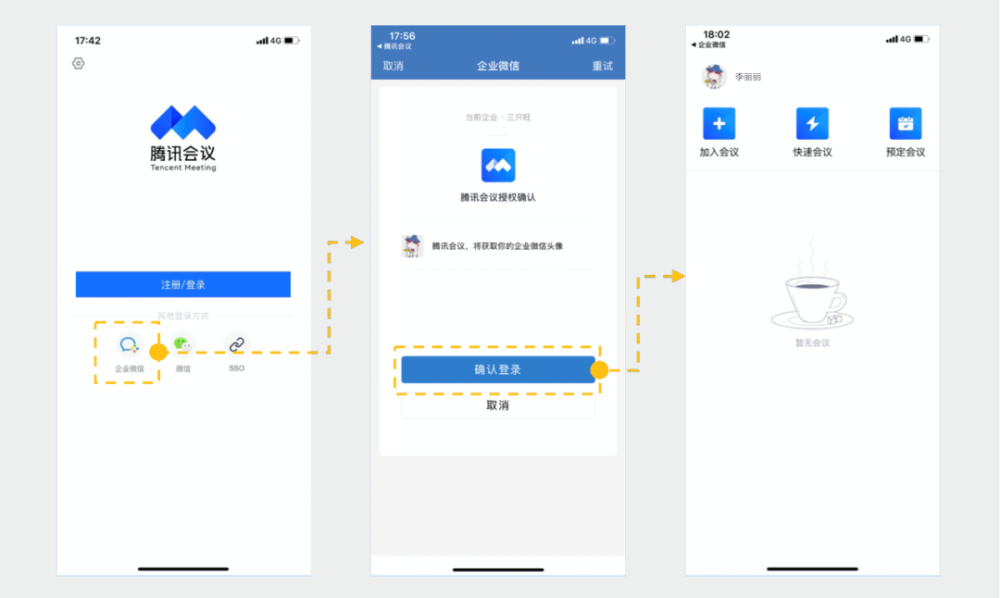 17:42
4G
腾讯会议
Tencent Meeting
注册/登录
其他登录方式
企业微信
微信
SSO
17:56
4G
腾讯会议
取消
企业微信
重试
当前企业 · 三只旺
腾讯会议授权确认
腾讯会议，将获取你的企业微信头像
确认登录
取消
18:02
4G
企业微信
李丽丽
加入会议
快速会议
预定会议
暂无会议